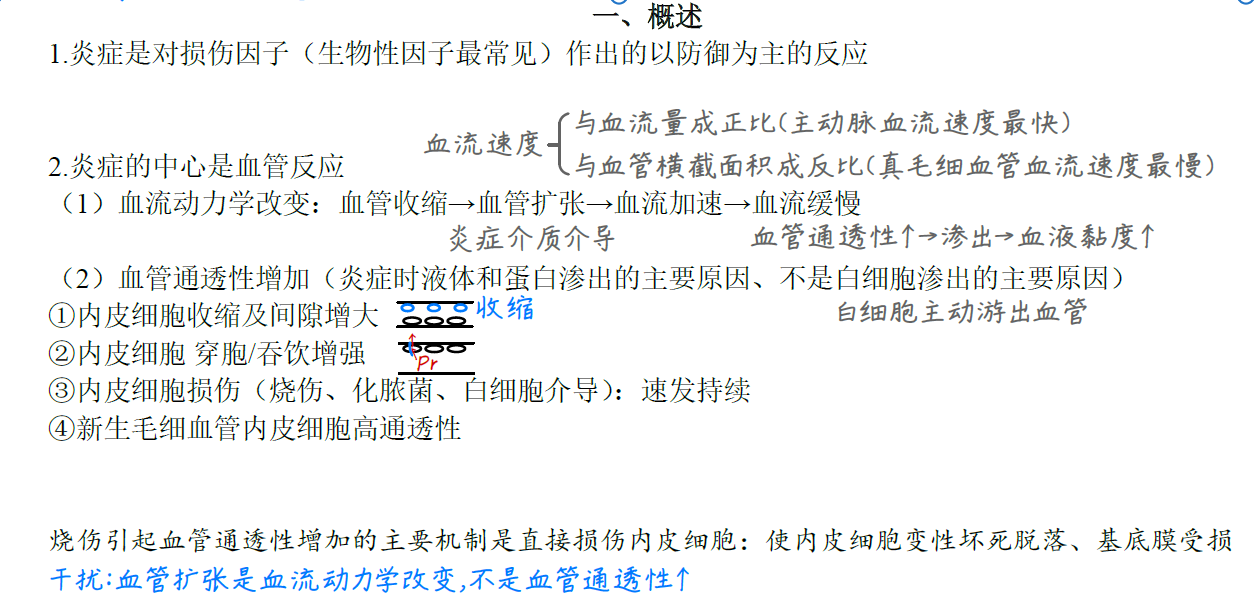 一、概述
1.炎症是对损伤因子（生物性因子最常见）作出的以防御为主的反应
血流速度
与血流量成正比(主动脉血流速度最快)
与血管横截面积成反比(真毛细血管血流速度最慢)
2.炎症的中心是血管反应
（1）血流动力学改变：血管收缩→血管扩张→血流加速→血流缓慢
炎症介质介导
血管通透性↑→渗出→血液黏度↑
（2）血管通透性增加（炎症时液体和蛋白渗出的主要原因、不是白细胞渗出的主要原因）
①内皮细胞收缩及间隙增大
收缩
白细胞主动游出血管
②内皮细胞 穿胞/吞饮增强
Pr
③内皮细胞损伤（烧伤、化脓菌、白细胞介导）：速发持续
④新生毛细血管内皮细胞高通透性
烧伤引起血管通透性增加的主要机制是直接损伤内皮细胞：使内皮细胞变性坏死脱落、基底膜受损
干扰:血管扩张是血流动力学改变,不是血管通透性↑